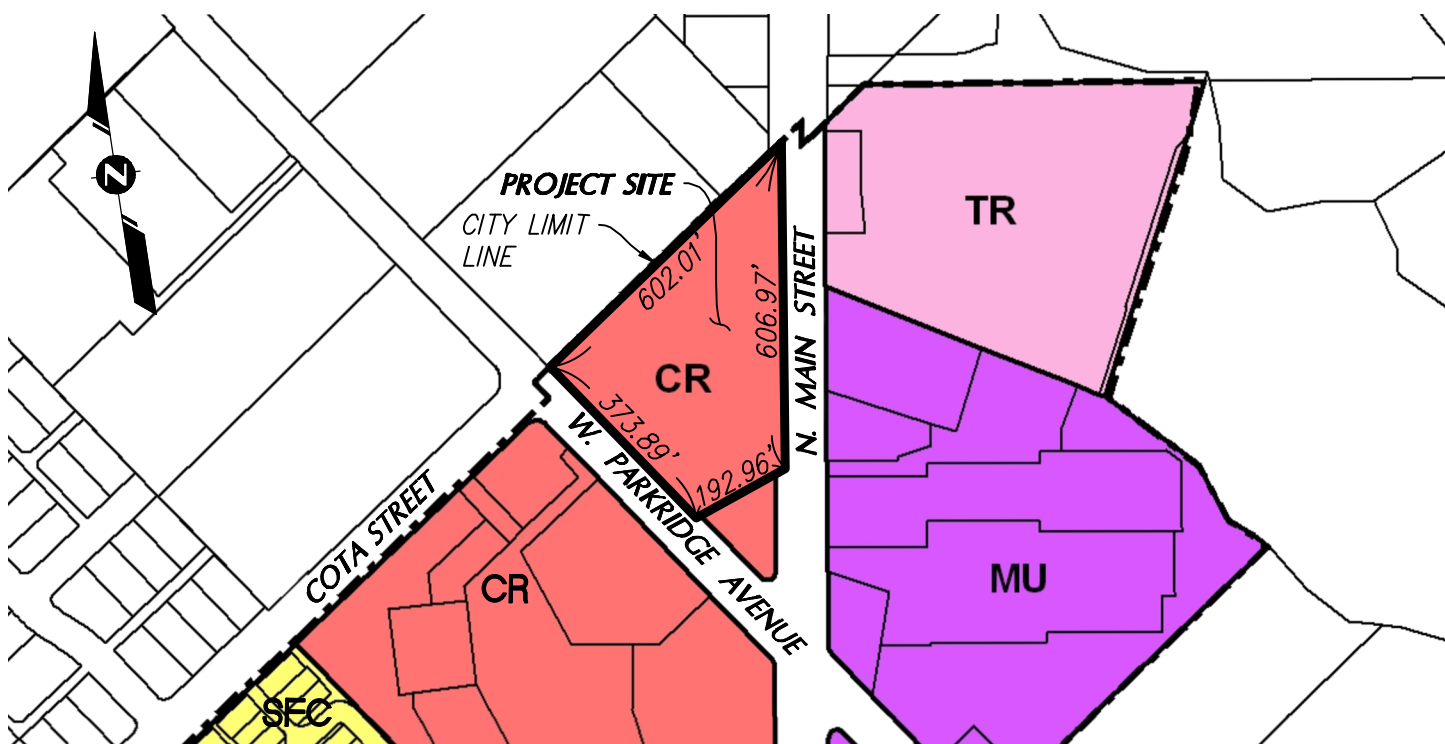 N
PROJECT SITE
CITY LIMIT
LINE
602.01'
606.97'
N. MAIN STREET
TR
CR
373.89'
192.96'
W. PARKRIDGE AVENUE
COTA STREET
CR
MU
SFC